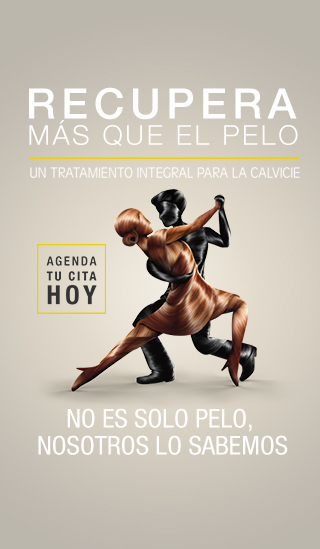 RECUPERA
MÁS QUE EL PELO
UN TRATAMIENTO INTEGRAL PARA LA CALVICIE
AGENDA
TU CITA
HOY
NO ES SOLO PELO,
NOSOTROS LO SABEMOS